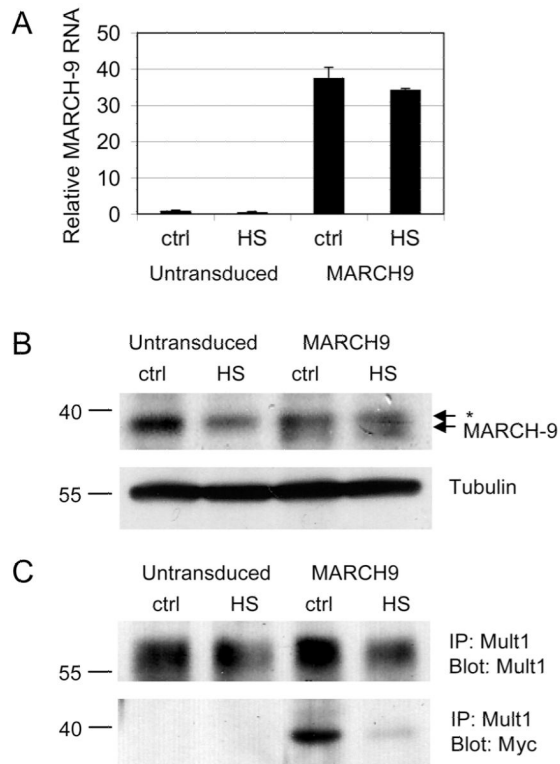 A
Relative MARCH-9 RNA
50
40
30
20
10
0
ctrl HS ctrl HS
Untransduced MARCH9
B
Untransduced MARCH9
ctrl HS ctrl HS
40
*
MARCH-9
55
Tubulin
C
Untransduced MARCH9
ctrl HS ctrl HS
IP: Mult1
Blot: Mult1
55
40
IP: Mult1
Blot: Myc